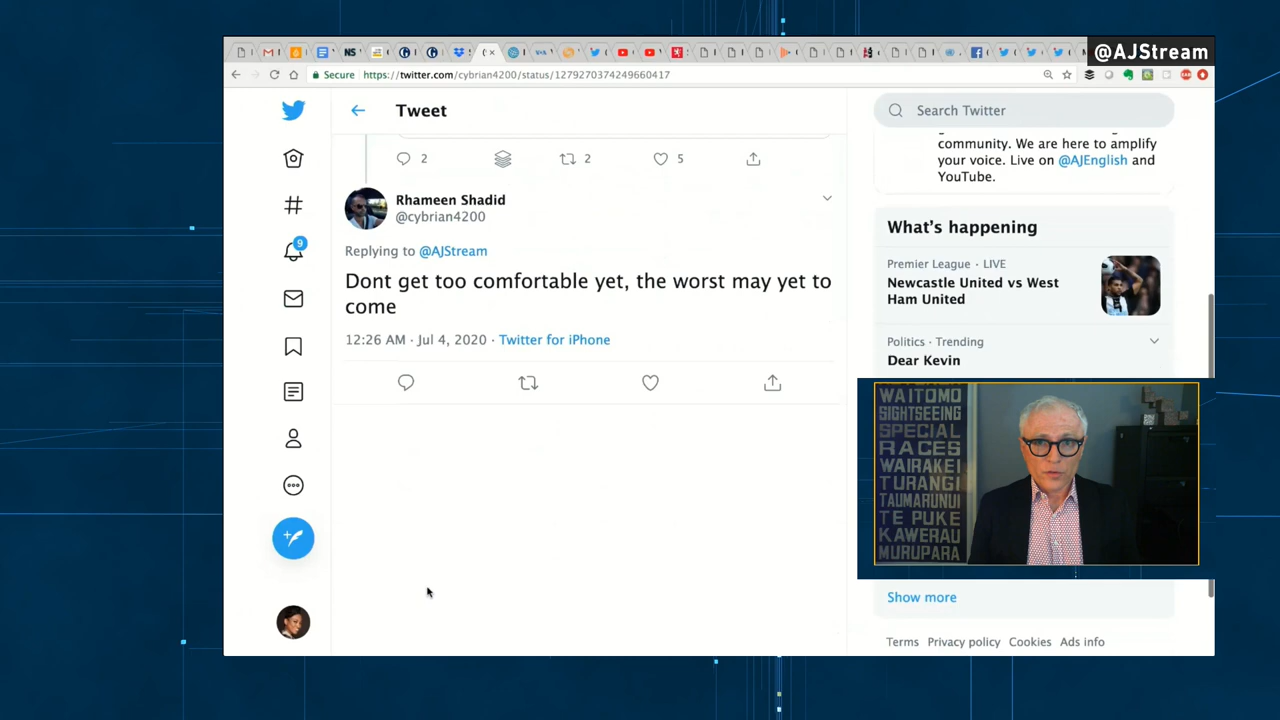 @AJStream
Secure
https://twitter.com/cybrian4200/status/1279270374249660417
Tweet
Search Twitter
community. We are here to amplify
your voice. Live on @AJEnglish and
YouTube.
2
2
5
Rhameen Shadid
@cybrian4200
Replying to @AJStream
Dont get too comfortable yet, the worst may yet to
come
12:26 AM · Jul 4, 2020 · Twitter for iPhone
9
What's happening
Premier League · LIVE
Newcastle United vs West
Ham United
Politics · Trending
Dear Kevin
WAITOMO
SIGHTSEEING
SPECIAL
RACES
WAIRAKEI
TURANGI
TAUMARUNUI
TE PUKE
KAWERAU
MURUPARA
Show more
Terms Privacy policy Cookies Ads info